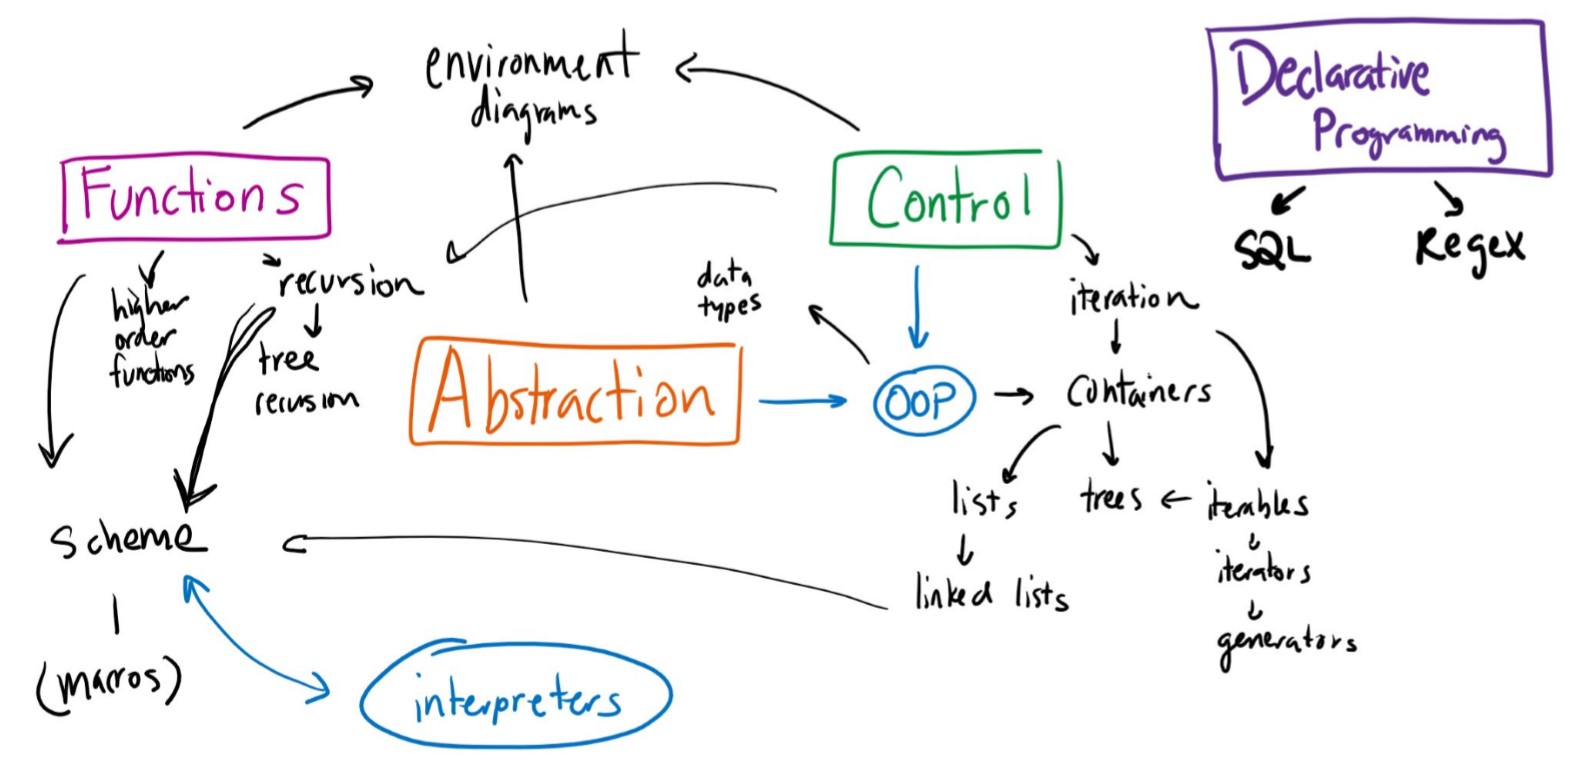 environment
diagrams
Declarative
Programming
SQL
Regex
Functions
higher
order
functions
recursion
tree
recursion
Control
data
types
iteration
Abstraction
OOP
Containers
lists
trees
iterables
linked lists
iterators
generators
Scheme
(macros)
interpreters